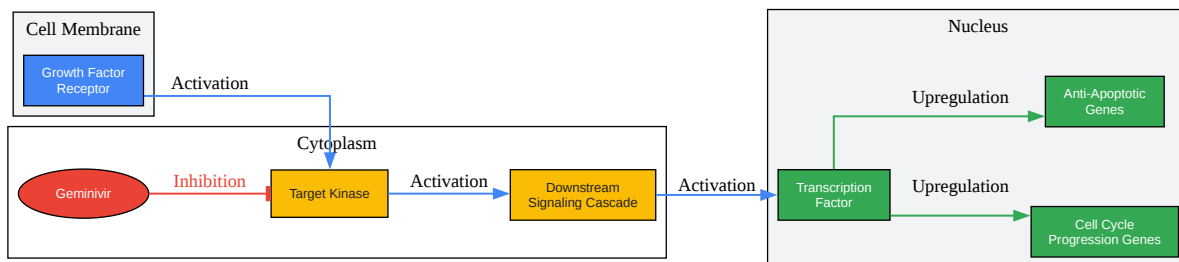 Cell Membrane
Growth Factor
Receptor
Activation
Cytoplasm
Geminivir
Inhibition
Target Kinase
Activation
Downstream
Signaling Cascade
Activation
Nucleus
Transcription
Factor
Upregulation
Anti-Apoptotic
Genes
Upregulation
Cell Cycle
Progression Genes